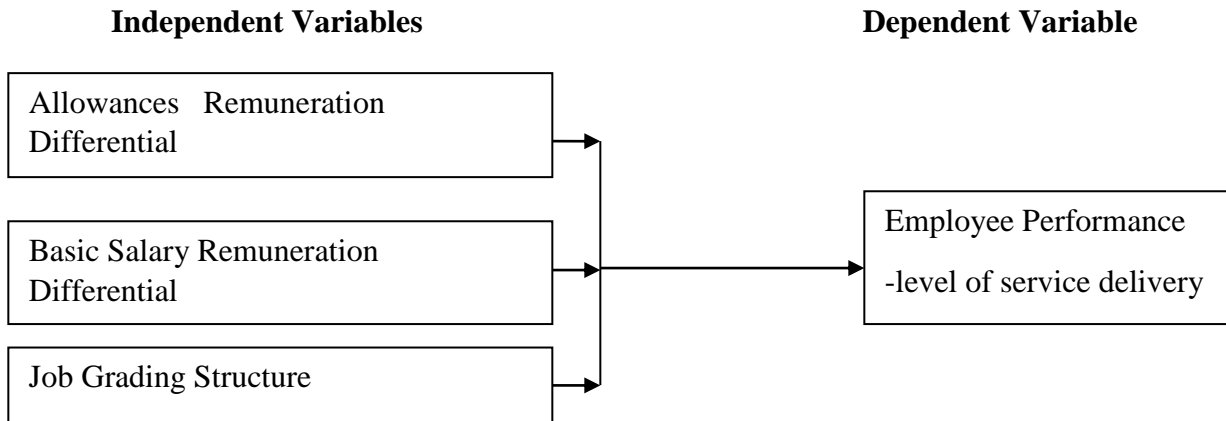 Independent Variables
Dependent Variable
Allowances Remuneration
Differential
Basic Salary Remuneration
Differential
Job Grading Structure
Employee Performance
-level of service delivery